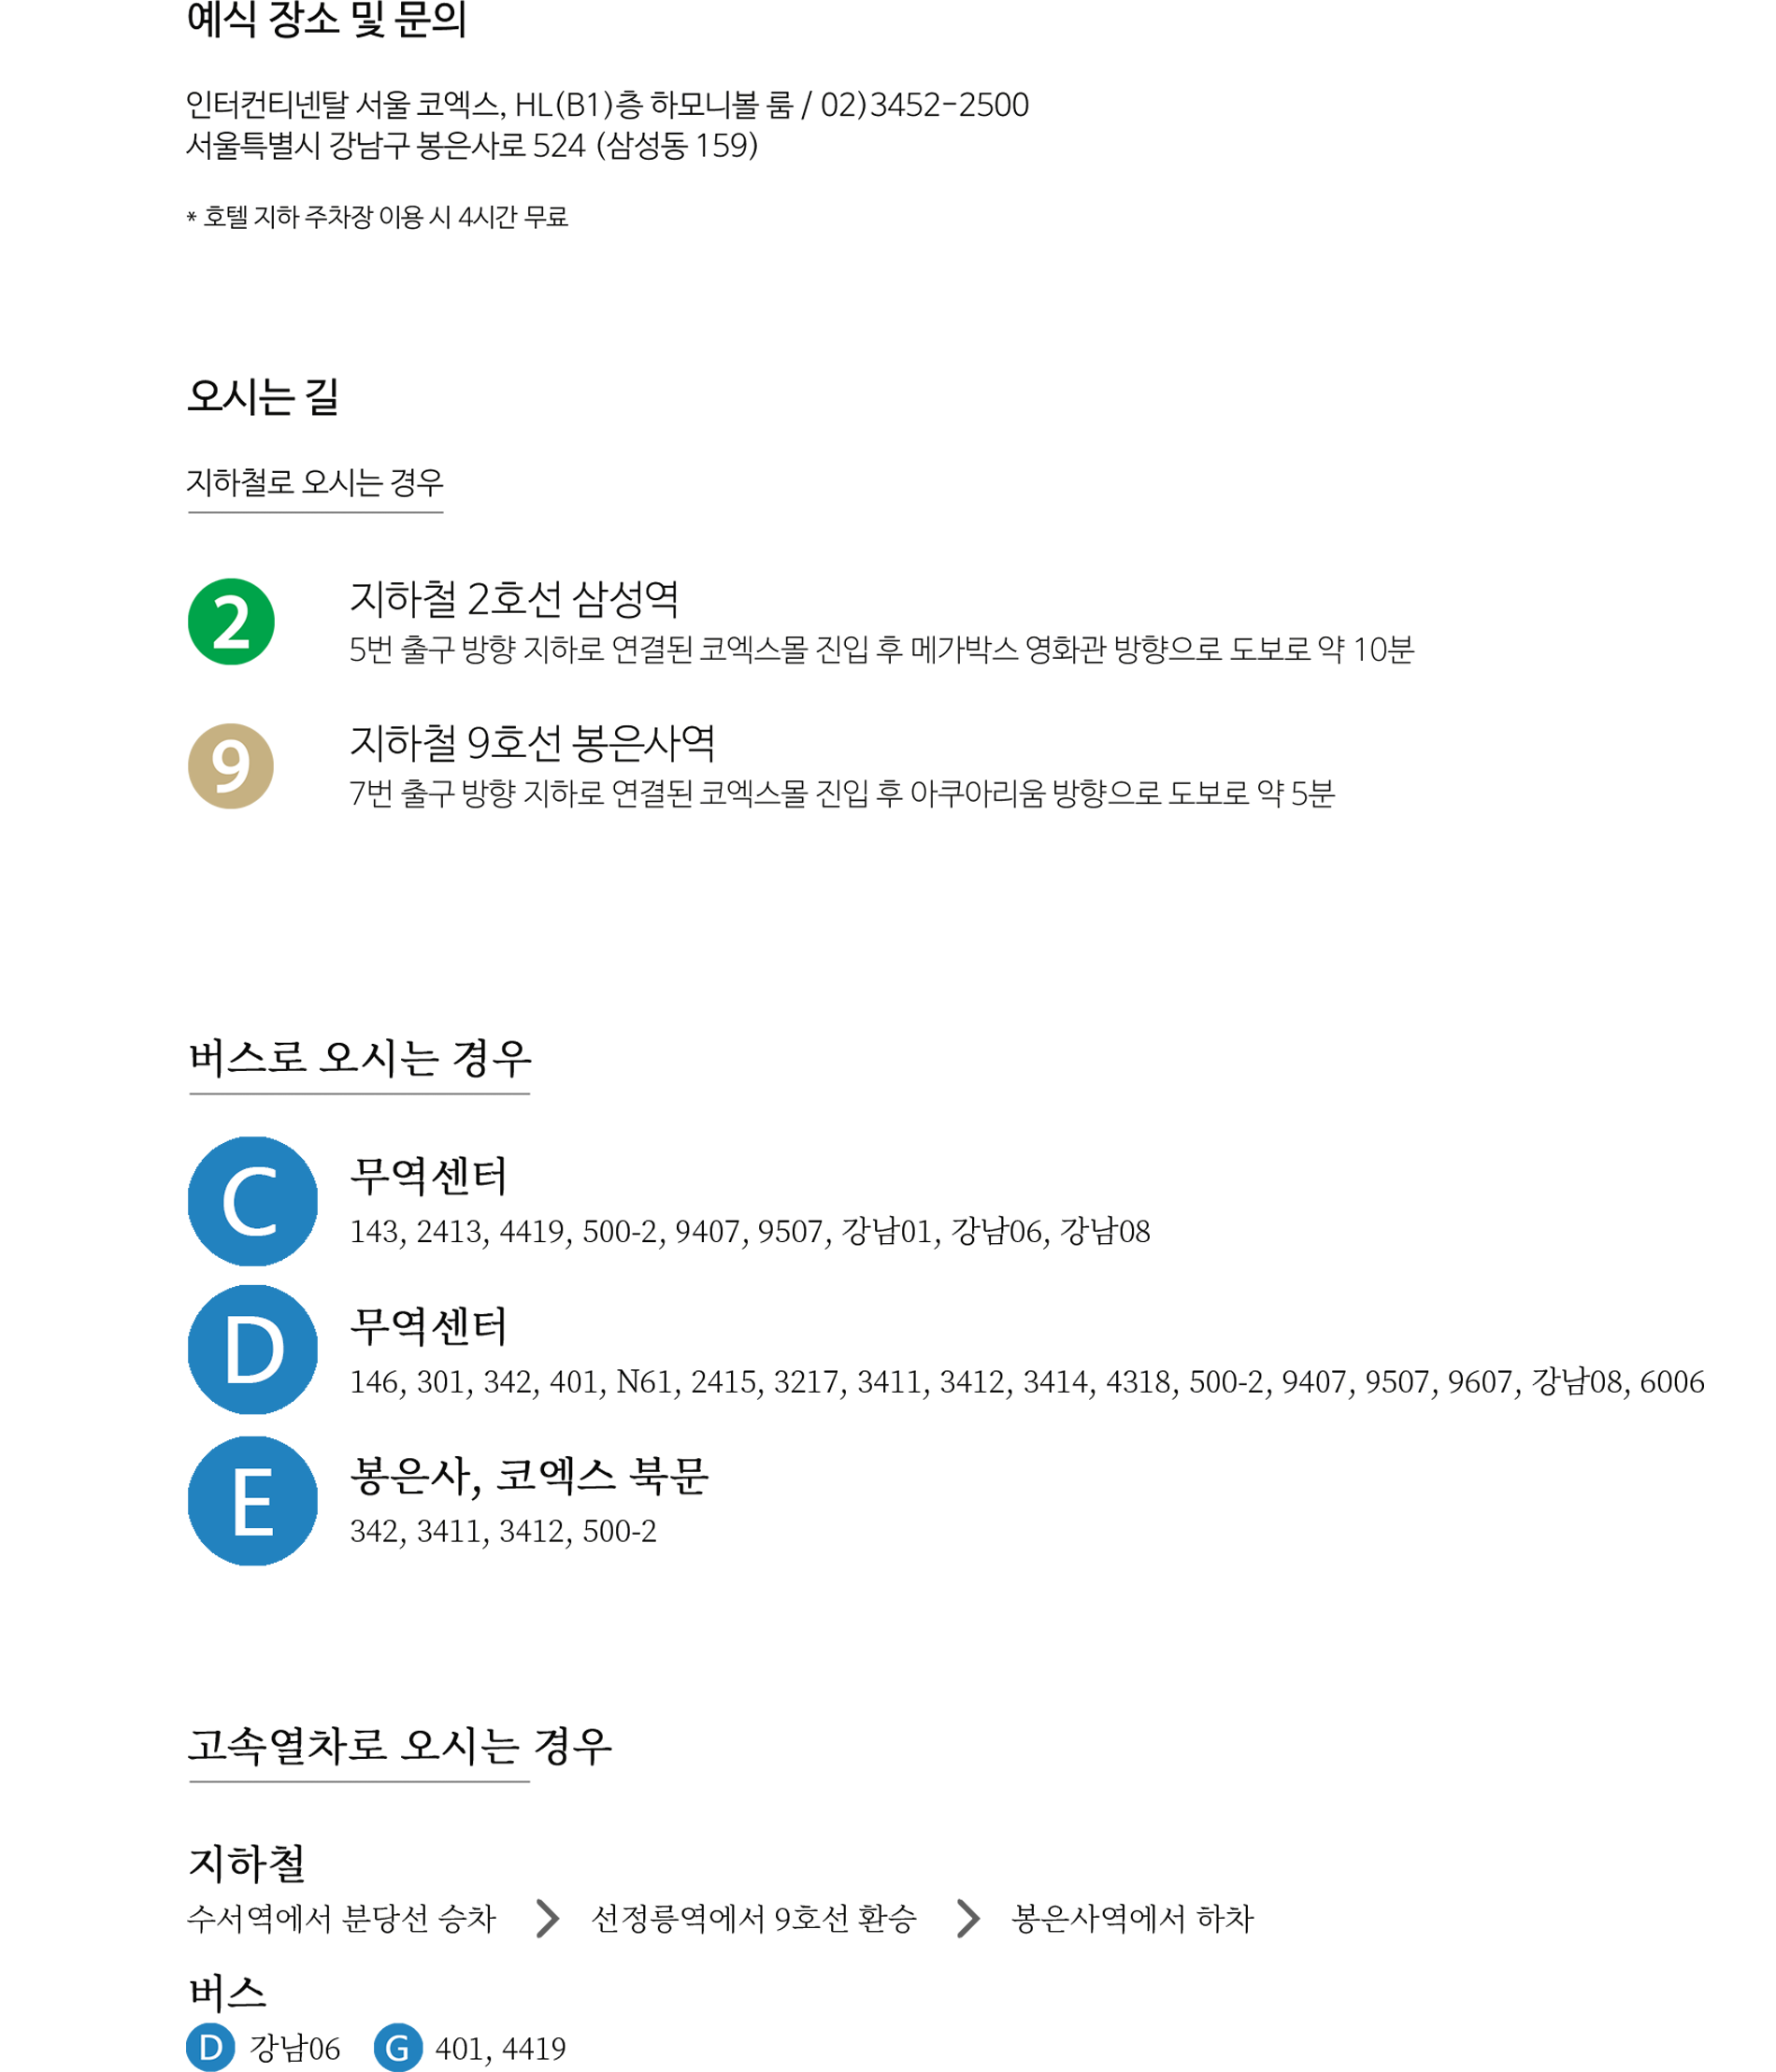 예식 장소 및 문의
인터컨티넨탈 서울 코엑스, HL(B1)층 하모니볼 룸 / 02)3452-2500
서울특별시 강남구 봉은사로 524 (삼성동 159)
* 호텔 지하 주차장 이용 시 4시간 무료
오시는 길
지하철로 오시는 경우
2 지하철 2호선 삼성역
5번 출구 방향 지하로 연결된 코엑스몰 진입 후 메가박스 영화관 방향으로 도보로 약 10분
9 지하철 9호선 봉은사역
7번 출구 방향 지하로 연결된 코엑스몰 진입 후 아쿠아리움 방향으로 도보로 약 5분
버스로 오시는 경우
C 무역센터
143, 2413, 4419, 500-2, 9407, 9507, 강남01, 강남06, 강남08
D 무역센터
146, 301, 342, 401, N61, 2415, 3217, 3411, 3412, 3414, 4318, 500-2, 9407, 9507, 9607, 강남08, 6006
E 봉은사, 코엑스 북문
342, 3411, 3412, 500-2
고속열차로 오시는 경우
지하철
수서역에서 분당선 승차 > 선정릉역에서 9호선 환승 > 봉은사역에서 하차
버스
D 강남06 G 401, 4419